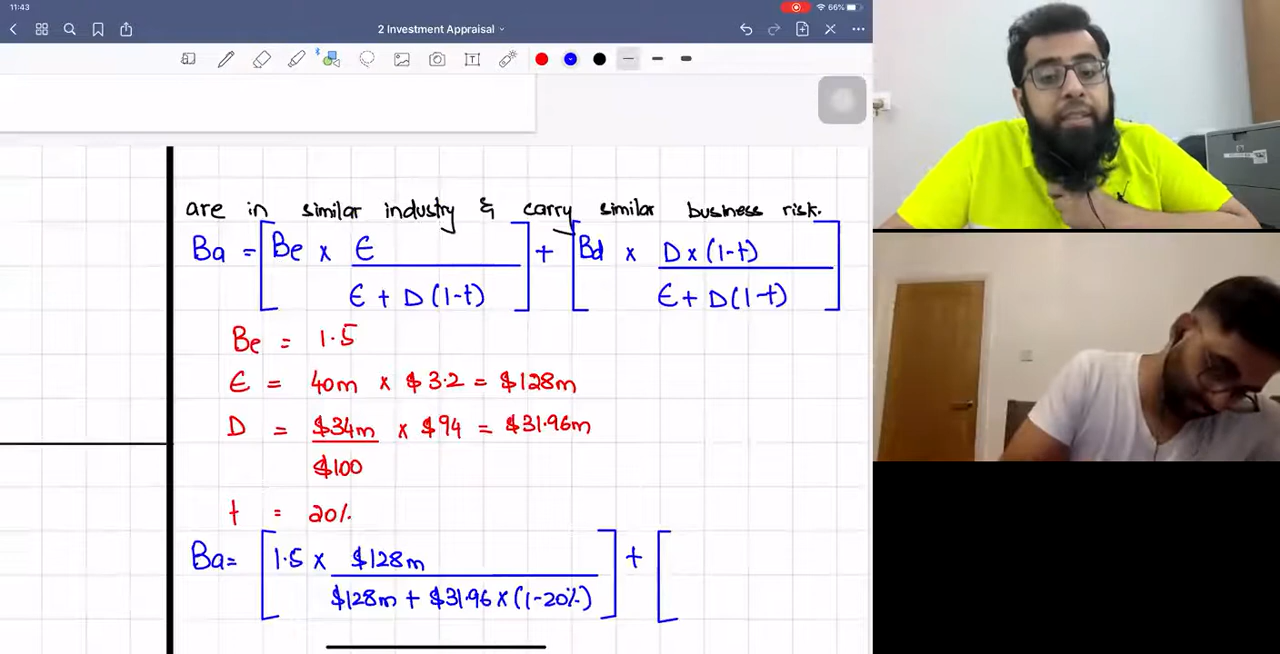 11:43
66%
2 Investment Appraisal
are in similar industry & carry similar business risk.
Ba = [Be x E / E + D(1-t)] + [Bd x D x (1-t) / E + D(1-t)]
Be = 1.5
E = 40m x $3.2 = $128m
D = $34m / $100 x $94 = $31.96m
t = 20%
Ba = [1.5 x $128m / $128m + $31.96 x (1-20%)] + [